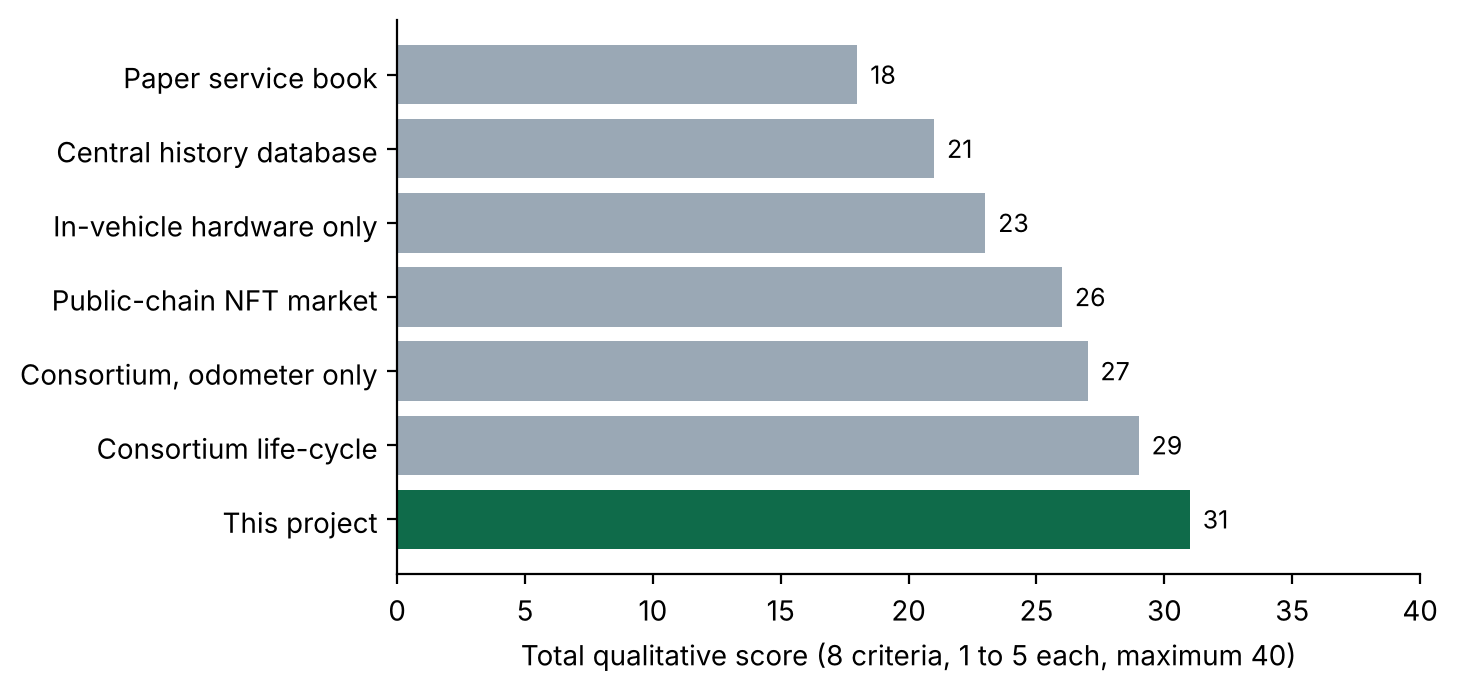 Paper service book 18
Central history database 21
In-vehicle hardware only 23
Public-chain NFT market 26
Consortium, odometer only 27
Consortium life-cycle 29
This project 31
0 5 10 15 20 25 30 35 40
Total qualitative score (8 criteria, 1 to 5 each, maximum 40)